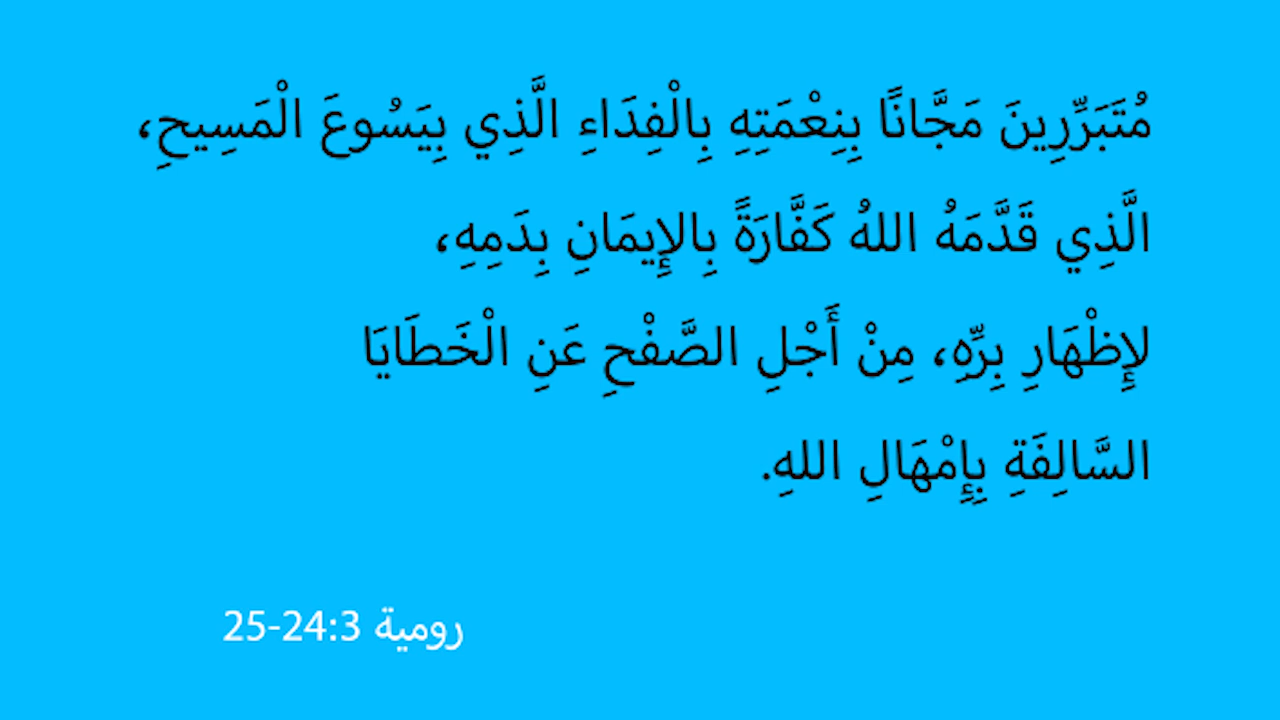 مُتَبَرِّرِينَ مَجَّانًا بِنِعْمَتِهِ بِالْفِدَاءِ الَّذِي بِيَسُوعَ الْمَسِيحِ،
الَّذِي قَدَّمَهُ اللهُ كَفَّارَةً بِالإِيمَانِ بِدَمِهِ،
لإِظْهَارِ بِرِّهِ، مِنْ أَجْلِ الصَّفْحِ عَنِ الْخَطَايَا
السَّالِفَةِ بِإِمْهَالِ اللهِ.
رومية 24:3-25